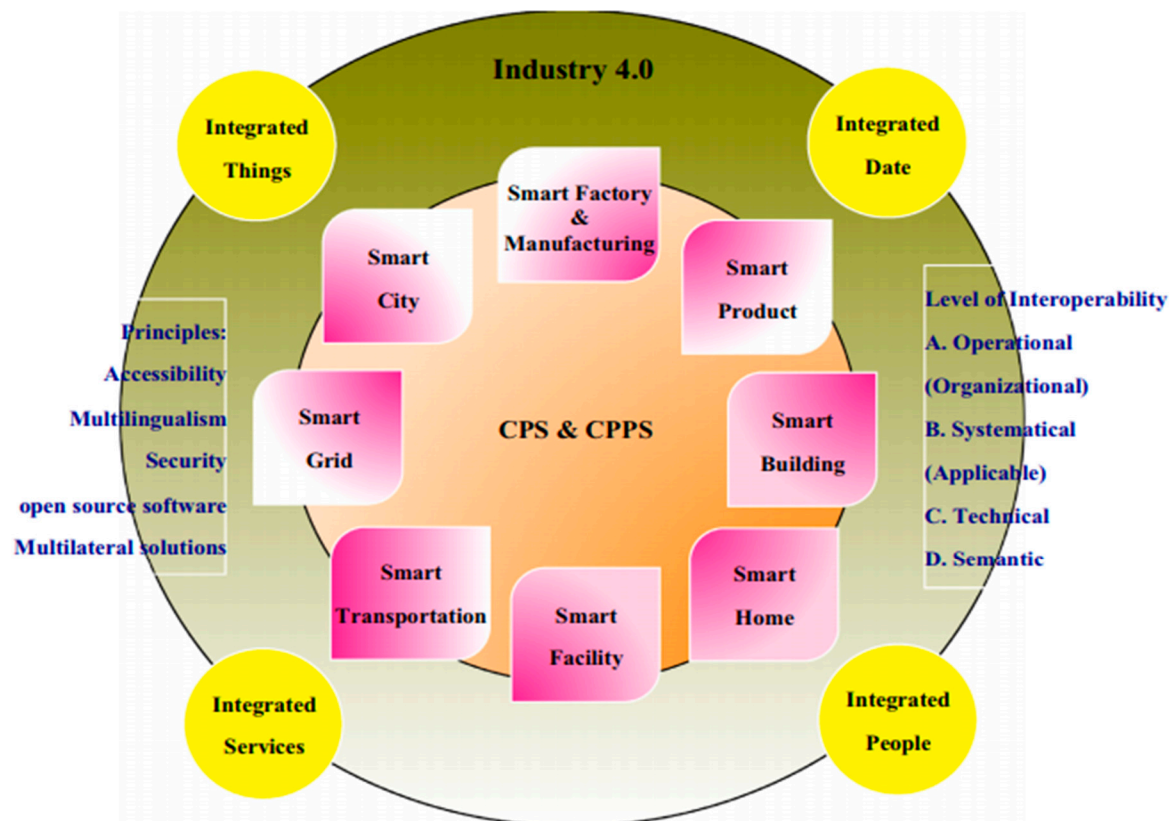 Industry 4.0
Integrated
Things
Integrated
Date
Smart Factory
&
Manufacturing
Smart
City
Smart
Product
Principles:
Accessibility
Multilingualism
Security
open source software
Multilateral solutions
Smart
Grid
CPS & CPPS
Smart
Building
Level of Interoperability
A. Operational
(Organizational)
B. Systematical
(Applicable)
C. Technical
D. Semantic
Smart
Transportation
Smart
Facility
Smart
Home
Integrated
Services
Integrated
People